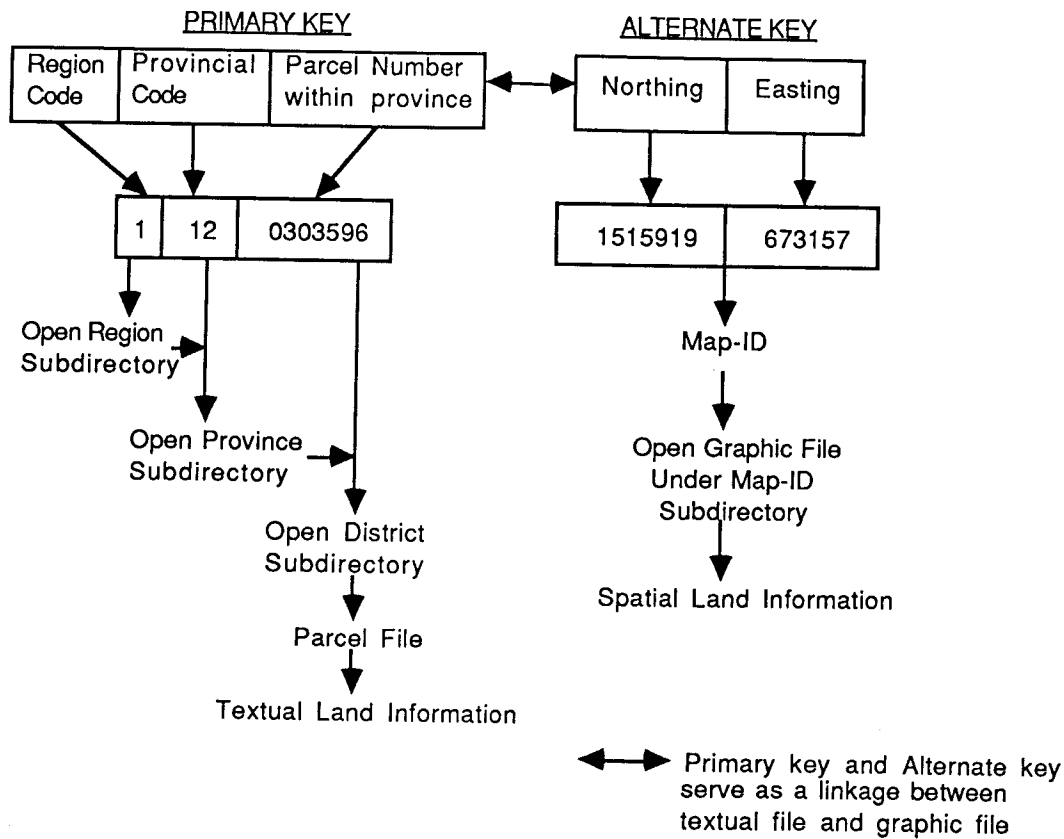 PRIMARY KEY
ALTERNATE KEY
Region
Code
Provincial
Code
Parcel Number
within province
Northing
Easting
1
12
0303596
1515919
673157
Open Region
Subdirectory
Open Province
Subdirectory
Open District
Subdirectory
Parcel File
Textual Land Information
Map-ID
Open Graphic File
Under Map-ID
Subdirectory
Spatial Land Information
Primary key and Alternate key
serve as a linkage between
textual file and graphic file